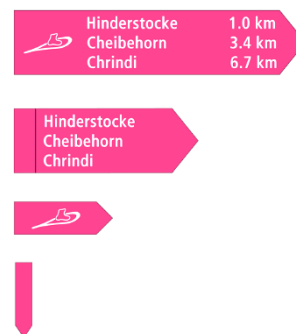 Hinderstocke 1.0 km
Cheibehorn 3.4 km
Chrindi 6.7 km
Hinderstocke
Cheibehorn
Chrindi